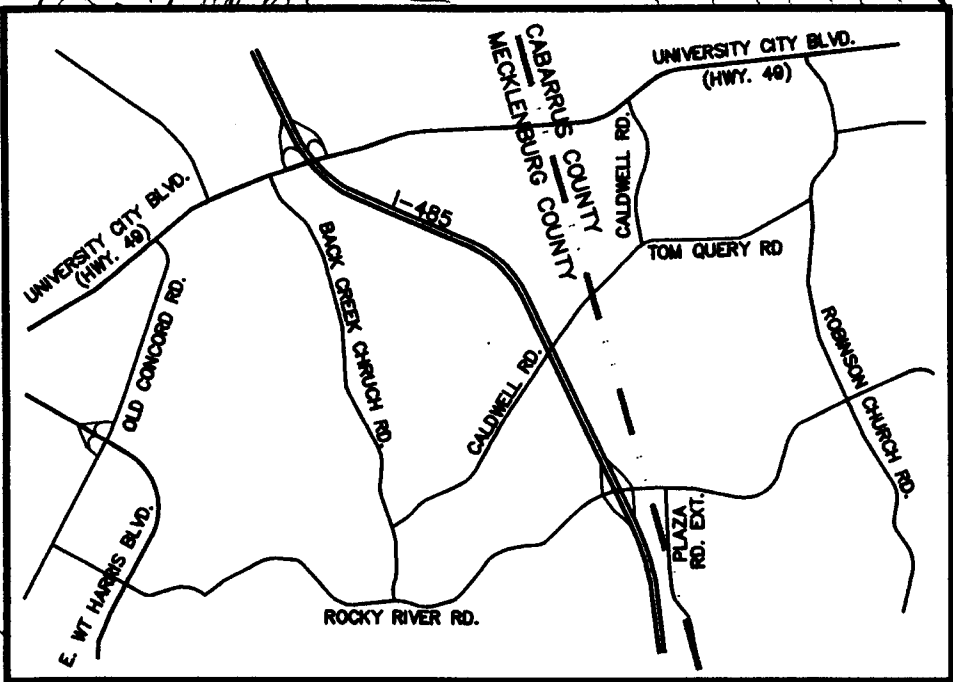 UNIVERSITY CITY BLVD.
(HWY. 49)
CABARRUS COUNTY
MECKLENBURG COUNTY
CALDWELL RD.
UNIVERSITY CITY BLVD.
(HWY. 49)
I-485
TOM QUERY RD
BACK CREEK CHRUCH RD.
OLD CONCORD RD.
ROBINSON CHURCH RD.
CALDWELL RD.
E. WT HARRIS BLVD.
PLAZA
RD. EXT.
ROCKY RIVER RD.